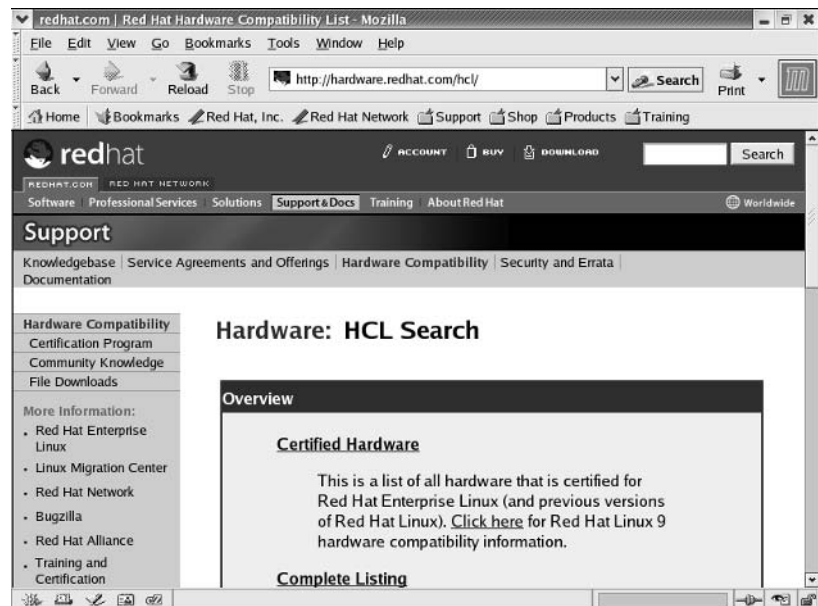 redhat.com | Red Hat Hardware Compatibility List - Mozilla
File Edit View Go Bookmarks Tools Window Help
Back Forward Reload Stop http://hardware.redhat.com/hcl/ Search Print
Home Bookmarks Red Hat, Inc. Red Hat Network Support Shop Products Training
redhat ACCOUNT BUY DOWNLOAD Search
REDHAT.COM RED HAT NETWORK
Software Professional Services Solutions Support & Docs Training About Red Hat Worldwide
Support
Knowledgebase | Service Agreements and Offerings | Hardware Compatibility | Security and Errata |
Documentation
Hardware Compatibility
Certification Program
Community Knowledge
File Downloads
More Information:
Red Hat Enterprise
Linux
Linux Migration Center
Red Hat Network
Bugzilla
Red Hat Alliance
Training and
Certification
Hardware: HCL Search
Overview
Certified Hardware
This is a list of all hardware that is certified for
Red Hat Enterprise Linux (and previous versions
of Red Hat Linux). Click here for Red Hat Linux 9
hardware compatibility information.
Complete Listing